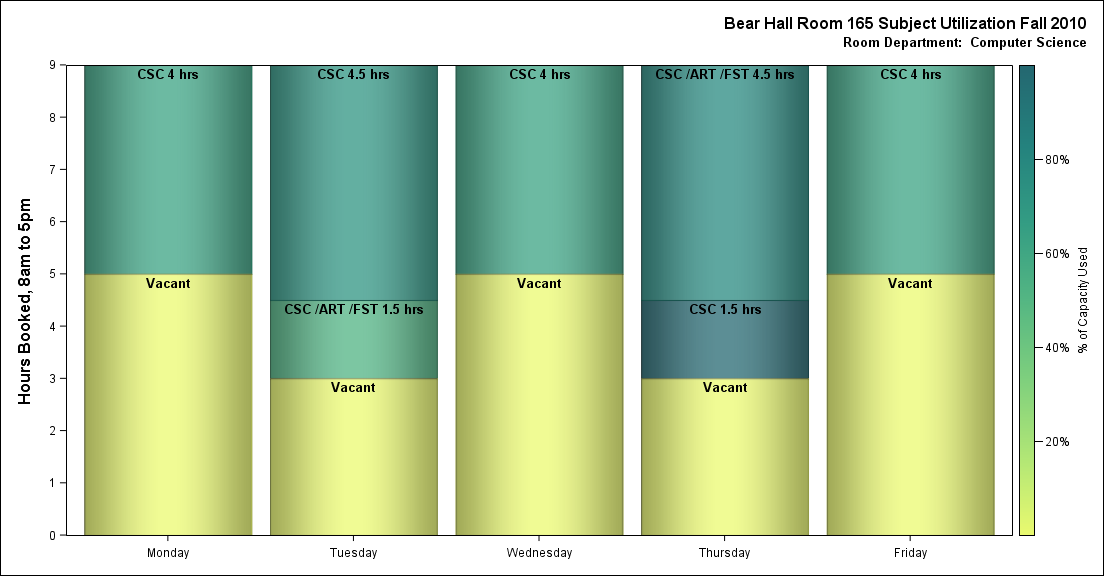 Bear Hall Room 165 Subject Utilization Fall 2010
Room Department:  Computer Science
Hours Booked, 8am to 5pm
9
8
7
6
5
4
3
2
1
0
CSC 4 hrs
Vacant
CSC 4.5 hrs
CSC /ART /FST 1.5 hrs
Vacant
CSC 4 hrs
Vacant
CSC /ART /FST 4.5 hrs
CSC 1.5 hrs
Vacant
CSC 4 hrs
Vacant
Monday
Tuesday
Wednesday
Thursday
Friday
80%
60%
40%
20%
% of Capacity Used